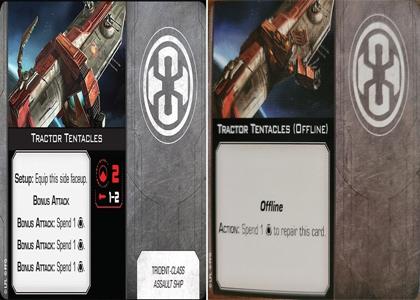 TRACTOR TENTACLES
Setup: Equip this side faceup.
BONUS ATTACK
BONUS ATTACK: Spend 1
BONUS ATTACK: Spend 1
BONUS ATTACK: Spend 1
2
1-2
TRIDENT-CLASS
ASSAULT SHIP
TRACTOR TENTACLES (OFFLINE)
Offline
ACTION: Spend 1 to repair this card.